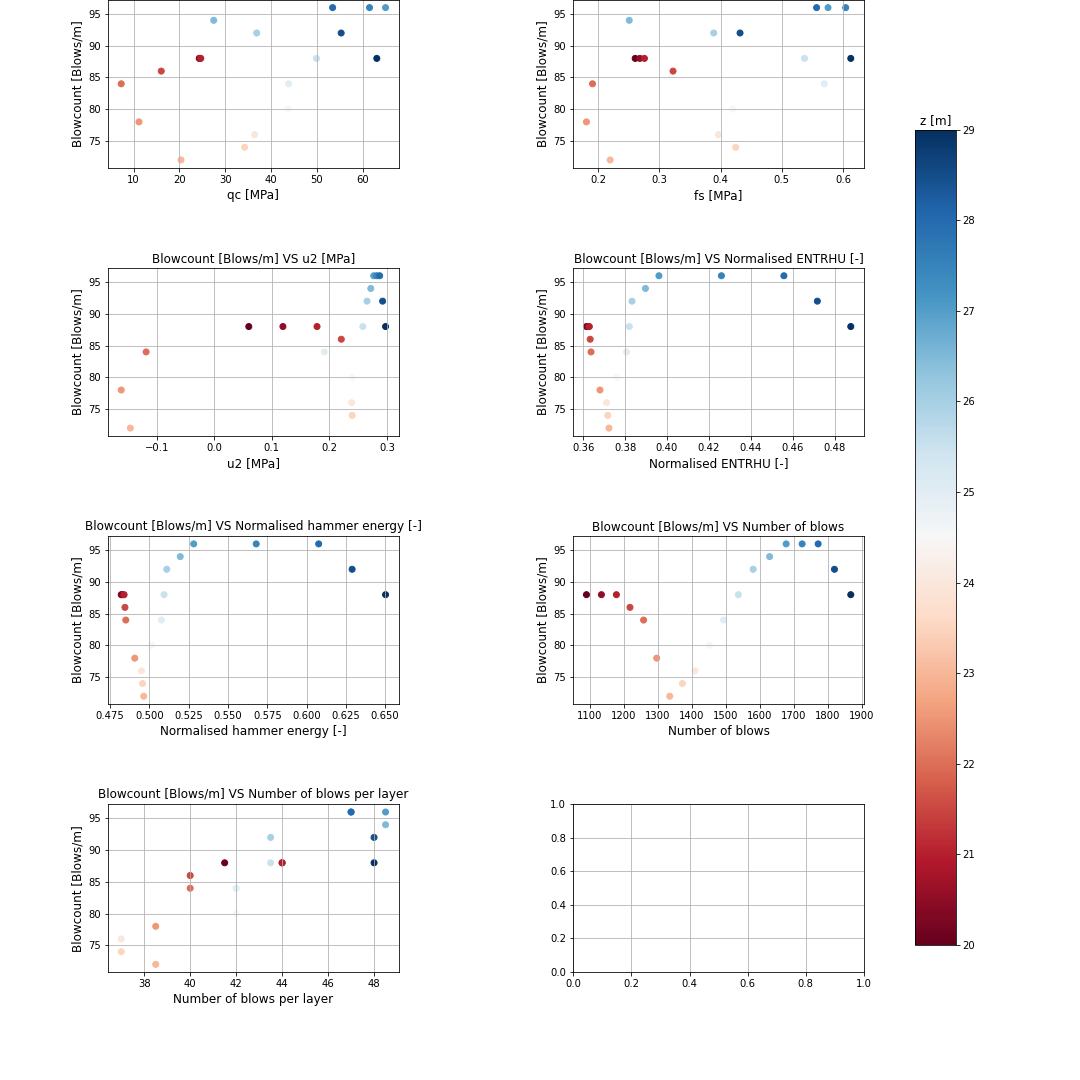 95
90
85
80
75
Blowcount [Blows/m]
10 20 30 40 50 60
qc [MPa]
95
90
85
80
75
Blowcount [Blows/m]
0.2 0.3 0.4 0.5 0.6
fs [MPa]
z [m]
29
28
27
26
25
24
23
22
21
20
Blowcount [Blows/m] VS u2 [MPa]
95
90
85
80
75
Blowcount [Blows/m]
−0.1 0.0 0.1 0.2 0.3
u2 [MPa]
Blowcount [Blows/m] VS Normalised ENTRHU [-]
95
90
85
80
75
Blowcount [Blows/m]
0.36 0.38 0.40 0.42 0.44 0.46 0.48
Normalised ENTRHU [-]
Blowcount [Blows/m] VS Normalised hammer energy [-]
95
90
85
80
75
Blowcount [Blows/m]
0.475 0.500 0.525 0.550 0.575 0.600 0.625 0.650
Normalised hammer energy [-]
Blowcount [Blows/m] VS Number of blows
95
90
85
80
75
Blowcount [Blows/m]
1100 1200 1300 1400 1500 1600 1700 1800 1900
Number of blows
Blowcount [Blows/m] VS Number of blows per layer
95
90
85
80
75
Blowcount [Blows/m]
38 40 42 44 46 48
Number of blows per layer
1.0
0.8
0.6
0.4
0.2
0.0
0.0 0.2 0.4 0.6 0.8 1.0